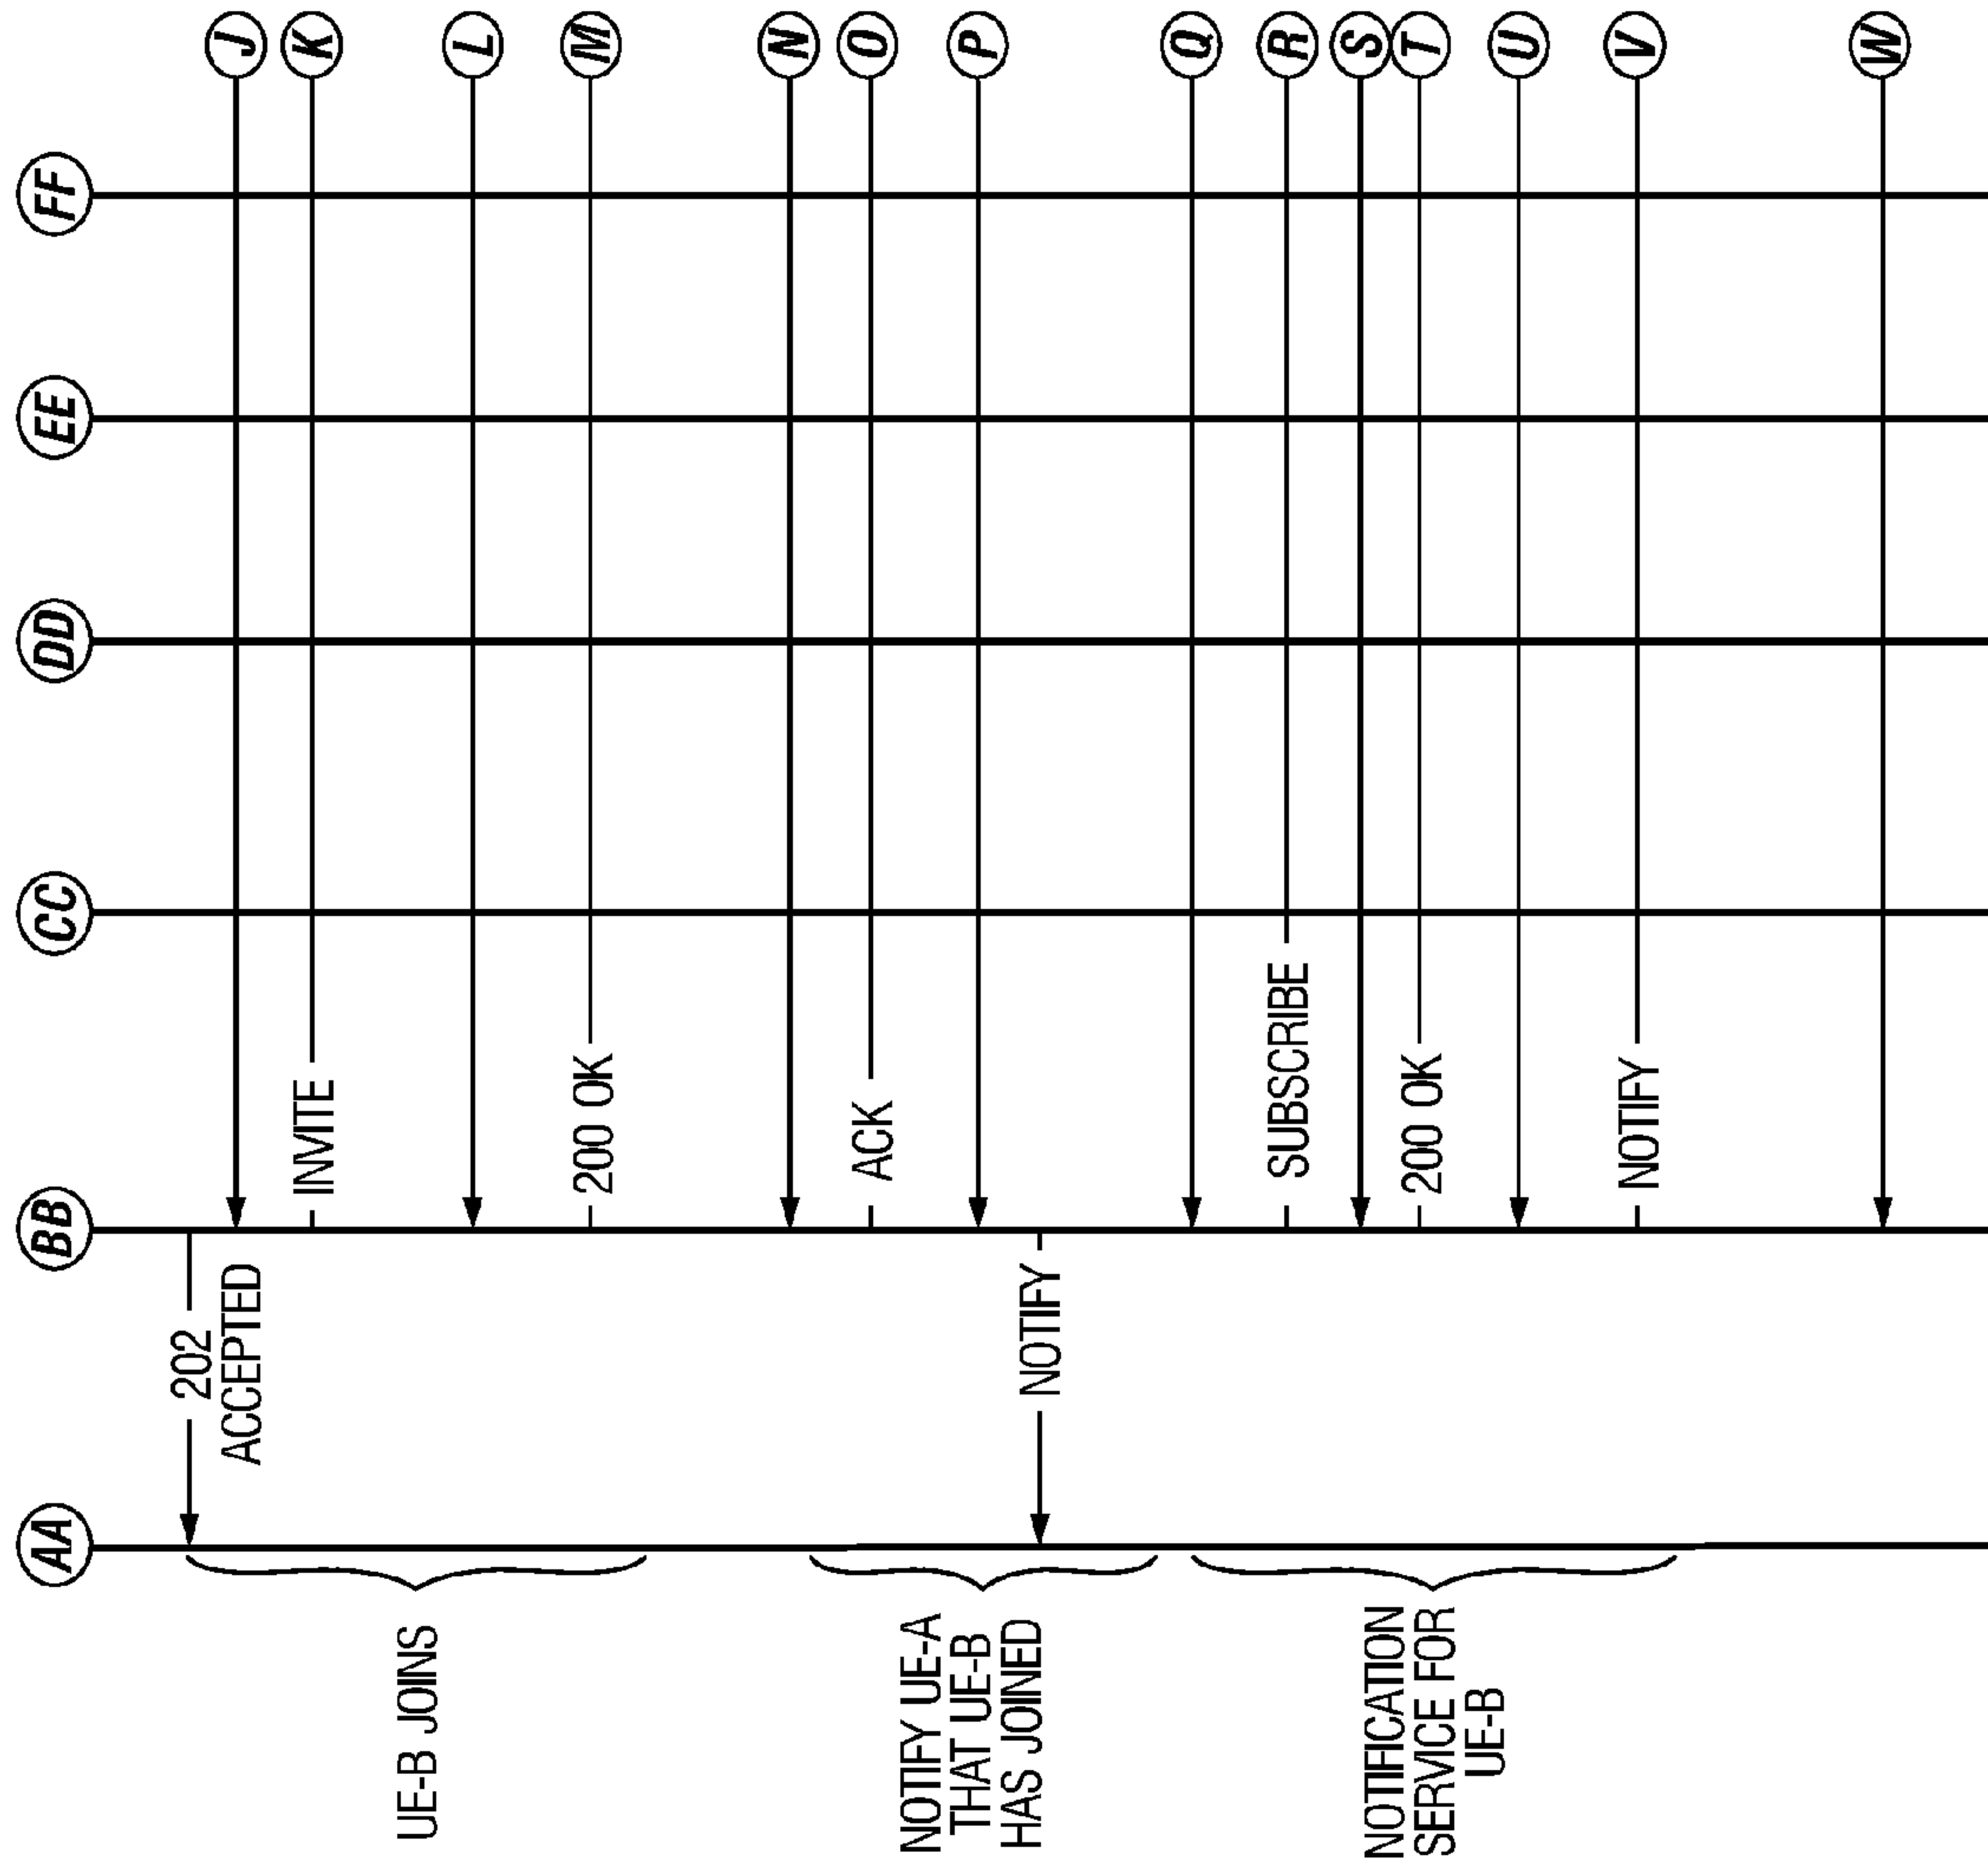 AA
BB
CC
DD
EE
FF
202
ACCEPTED
J
UE-B JOINS
INVITE
K
L
200 OK
M
N
NOTIFY UE-A
THAT UE-B
HAS JOINED
ACK
O
P
NOTIFY
Q
NOTIFICATION
SERVICE FOR
UE-B
SUBSCRIBE
R
S
200 OK
T
U
NOTIFY
V
W